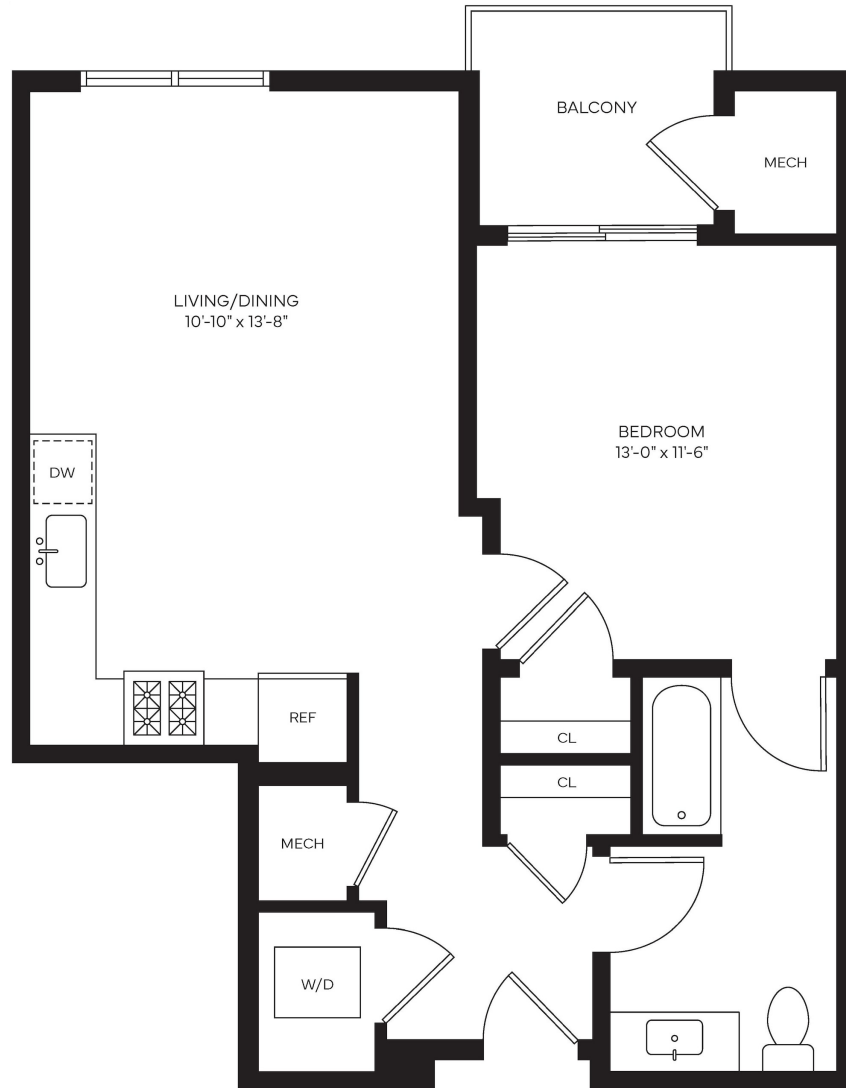 BALCONY
MECH
LIVING/DINING
10'-10" x 13'-8"
BEDROOM
13'-0" x 11'-6"
DW
REF
CL
CL
MECH
W/D